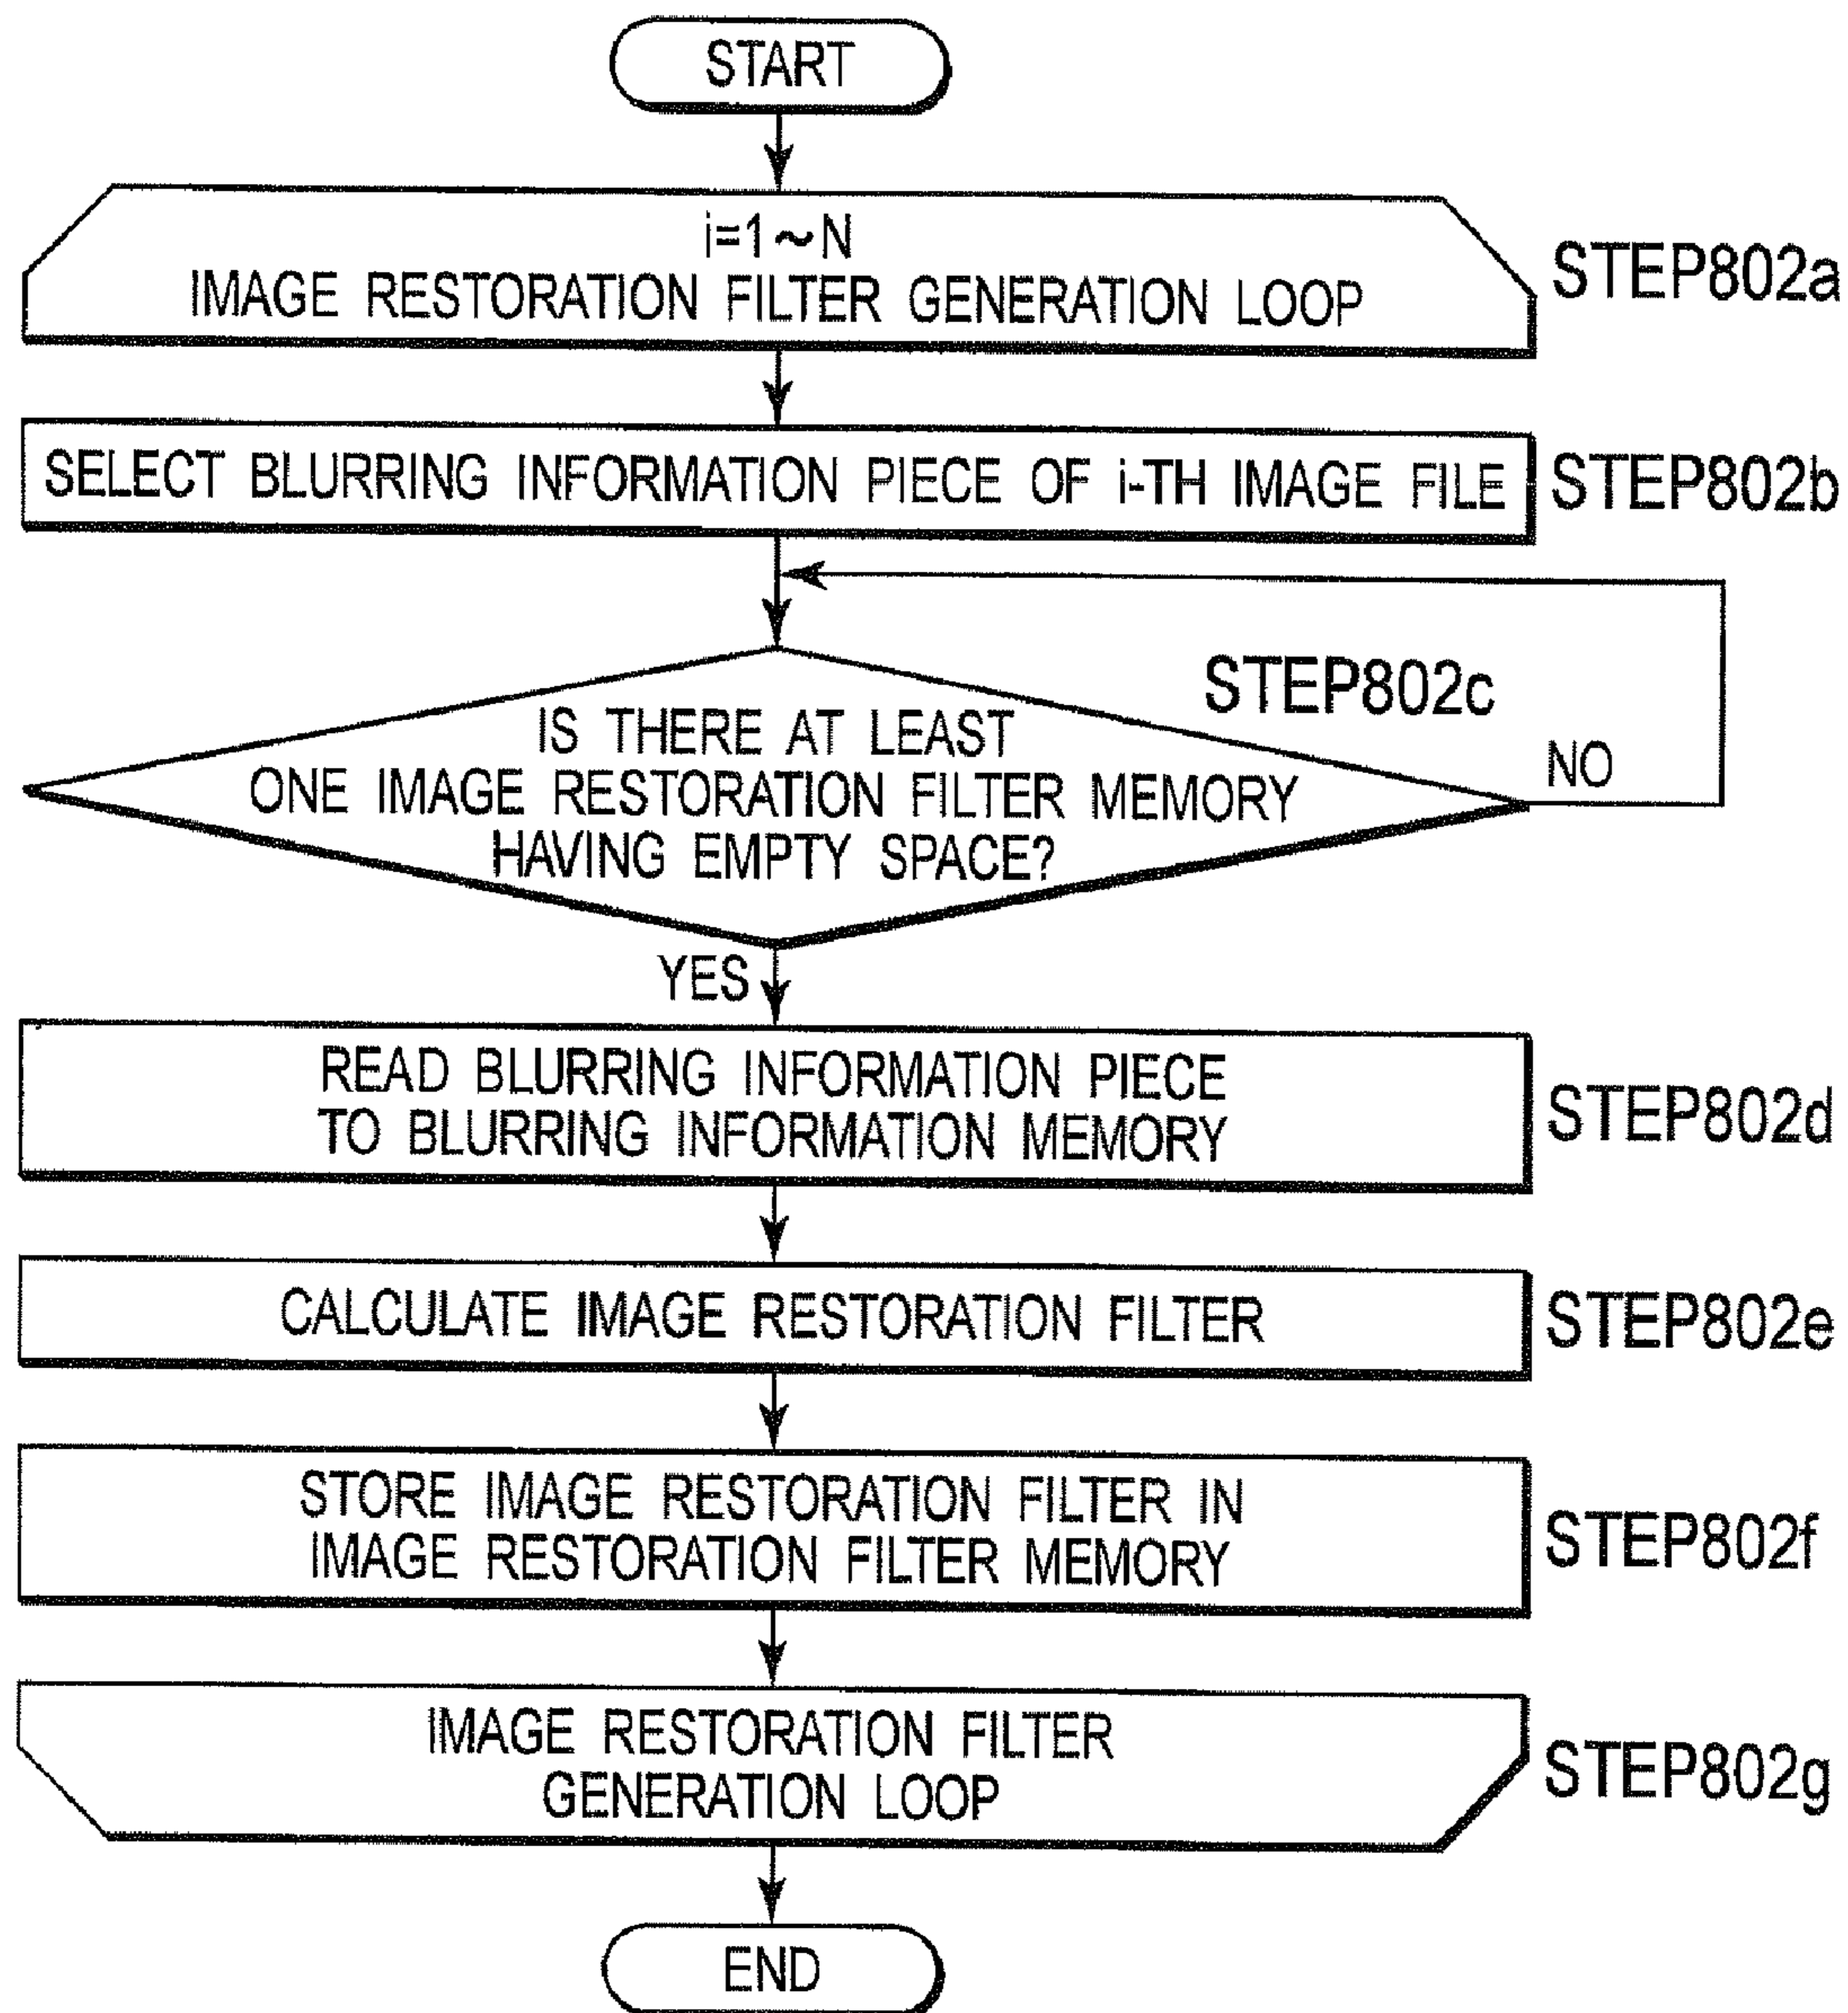 START
i=1~N
IMAGE RESTORATION FILTER GENERATION LOOP
STEP802a
SELECT BLURRING INFORMATION PIECE OF i-TH IMAGE FILE
STEP802b
STEP802c
IS THERE AT LEAST
ONE IMAGE RESTORATION FILTER MEMORY
HAVING EMPTY SPACE?
NO
YES
READ BLURRING INFORMATION PIECE
TO BLURRING INFORMATION MEMORY
STEP802d
CALCULATE IMAGE RESTORATION FILTER
STEP802e
STORE IMAGE RESTORATION FILTER IN
IMAGE RESTORATION FILTER MEMORY
STEP802f
IMAGE RESTORATION FILTER
GENERATION LOOP
STEP802g
END